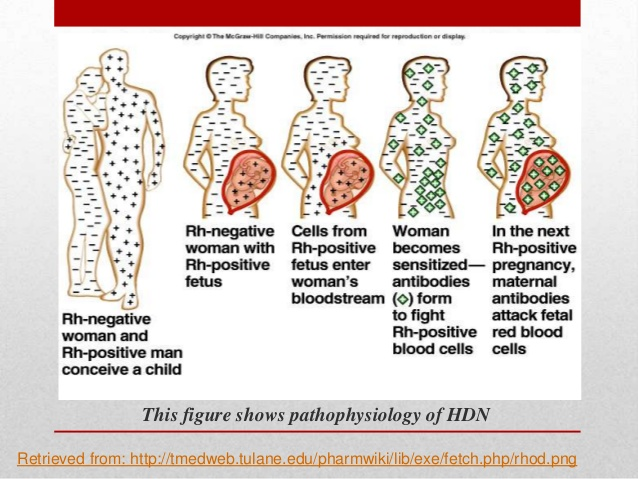 Copyright © The McGraw-Hill Companies, Inc. Permission required for reproduction or display.
Rh-negative
woman and
Rh-positive man
conceive a child
Rh-negative
woman with
Rh-positive
fetus
Cells from
Rh-positive
fetus enter
woman's
bloodstream
Woman
becomes
sensitized—
antibodies
( ) form
to fight
Rh-positive
blood cells
In the next
Rh-positive
pregnancy,
maternal
antibodies
attack fetal
red blood
cells
This figure shows pathophysiology of HDN
Retrieved from: http://tmedweb.tulane.edu/pharmwiki/lib/exe/fetch.php/rhod.png